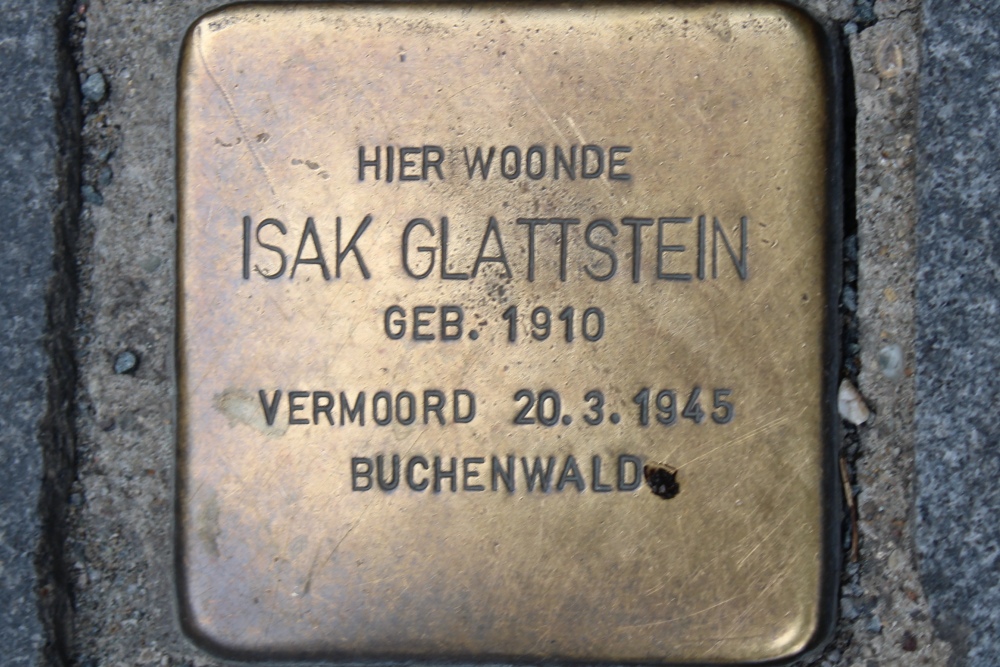 HIER WOONDE
ISAK GLATTSTEIN
GEB. 1910
VERMOORD 20.3.1945
BUCHENWALD